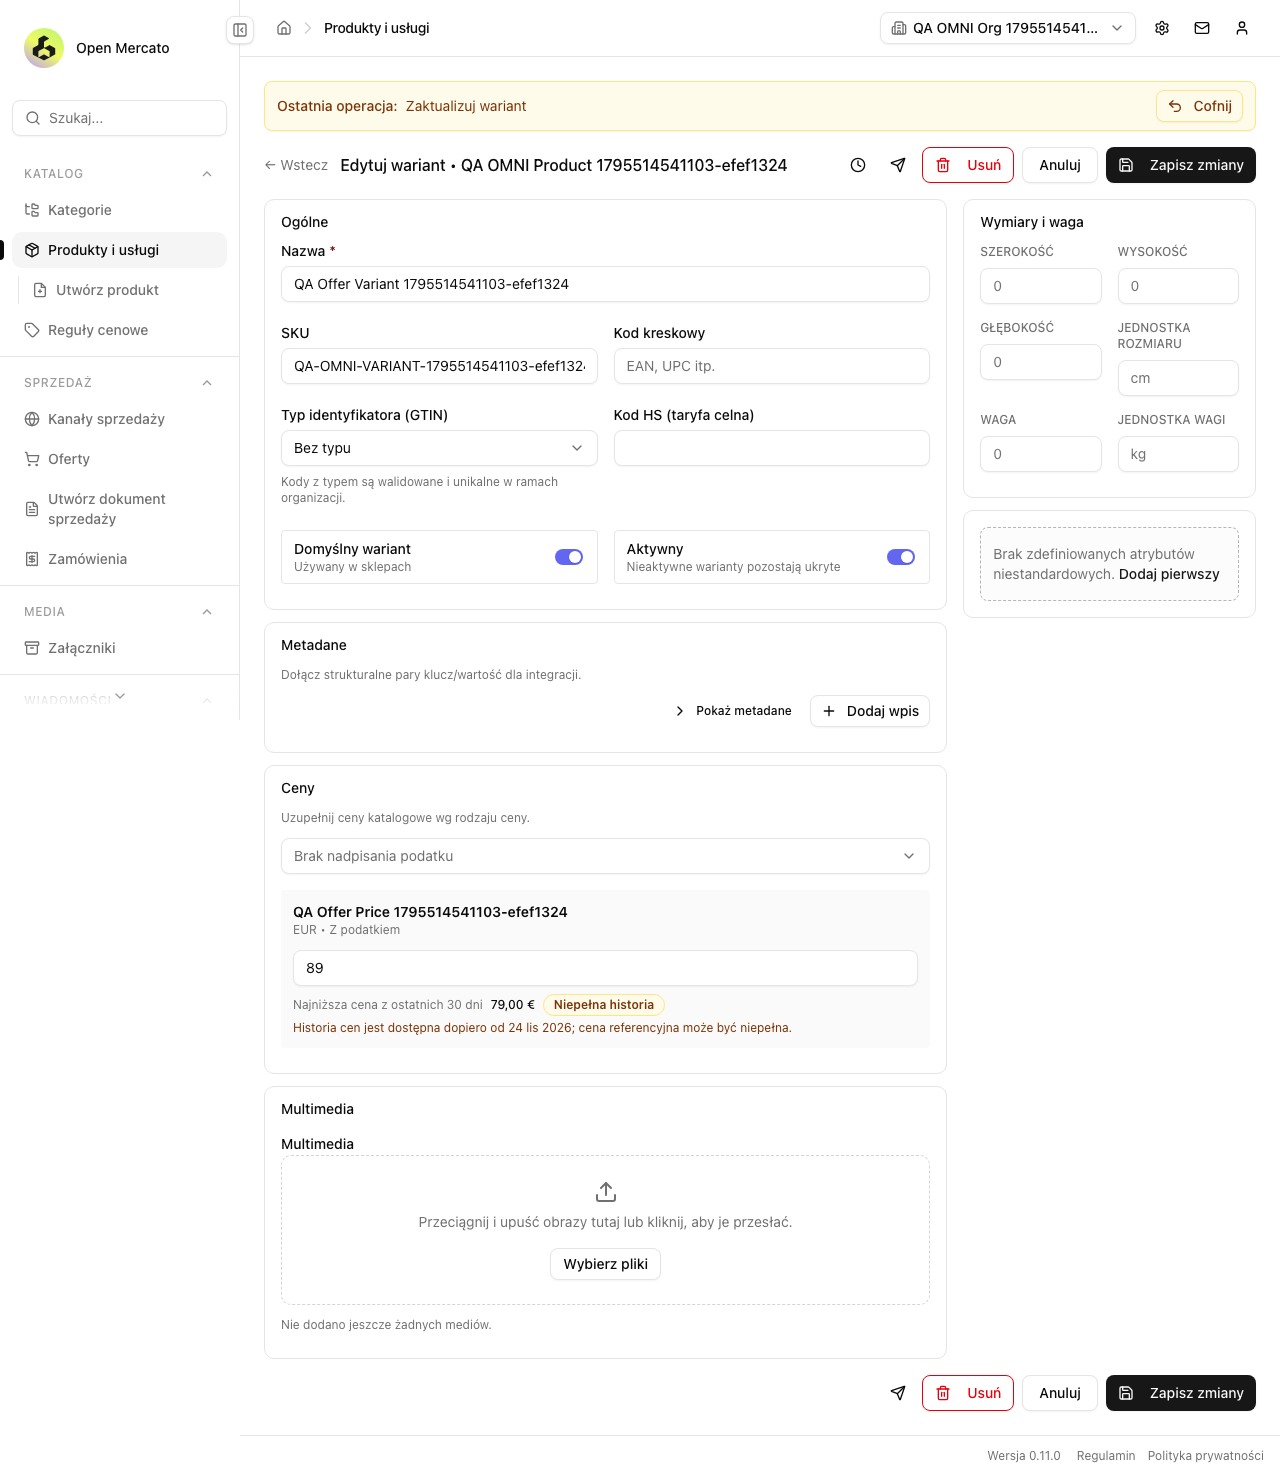 Open Mercato
Szukaj...
KATALOG
Kategorie
Produkty i usługi
Utwórz produkt
Reguły cenowe
SPRZEDAŻ
Kanały sprzedaży
Oferty
Utwórz dokument
sprzedaży
Zamówienia
MEDIA
Załączniki
WIADOMOŚCI
Produkty i usługi
QA OMNI Org 1795514541...
Ostatnia operacja: Zaktualizuj wariant
Cofnij
← Wstecz
Edytuj wariant • QA OMNI Product 1795514541103-efef1324
Usuń
Anuluj
Zapisz zmiany
Ogólne
Nazwa *
QA Offer Variant 1795514541103-efef1324
SKU
Kod kreskowy
QA-OMNI-VARIANT-1795514541103-efef132
EAN, UPC itp.
Typ identyfikatora (GTIN)
Kod HS (taryfa celna)
Bez typu
Kody z typem są walidowane i unikalne w ramach
organizacji.
Domyślny wariant
Używany w sklepach
Aktywny
Nieaktywne warianty pozostają ukryte
Metadane
Dołącz strukturalne pary klucz/wartość dla integracji.
Pokaż metadane
Dodaj wpis
Ceny
Uzupełnij ceny katalogowe wg rodzaju ceny.
Brak nadpisania podatku
QA Offer Price 1795514541103-efef1324
EUR • Z podatkiem
89
Najniższa cena z ostatnich 30 dni 79,00 € Niepełna historia
Historia cen jest dostępna dopiero od 24 lis 2026; cena referencyjna może być niepełna.
Multimedia
Multimedia
Przeciągnij i upuść obrazy tutaj lub kliknij, aby je przesłać.
Wybierz pliki
Nie dodano jeszcze żadnych mediów.
Wymiary i waga
SZEROKOŚĆ
WYSOKOŚĆ
0
0
GŁĘBOKOŚĆ
JEDNOSTKA
ROZMIARU
0
cm
WAGA
JEDNOSTKA WAGI
0
kg
Brak zdefiniowanych atrybutów
niestandardowych. Dodaj pierwszy
Usuń
Anuluj
Zapisz zmiany
Wersja 0.11.0
Regulamin
Polityka prywatności